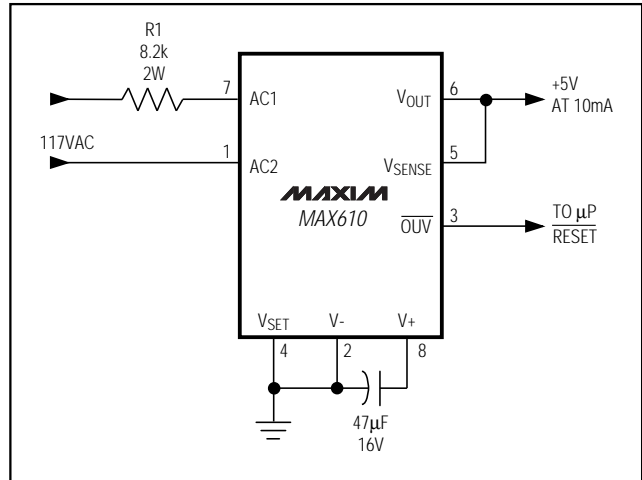 R1
8.2k
2W
7
AC1
117VAC
1
AC2
MAXIM
MAX610
VOUT
6
+5V
AT 10mA
VSENSE
5
OUV
3
TO μP
RESET
VSET
V-
V+
4
2
8
47μF
16V